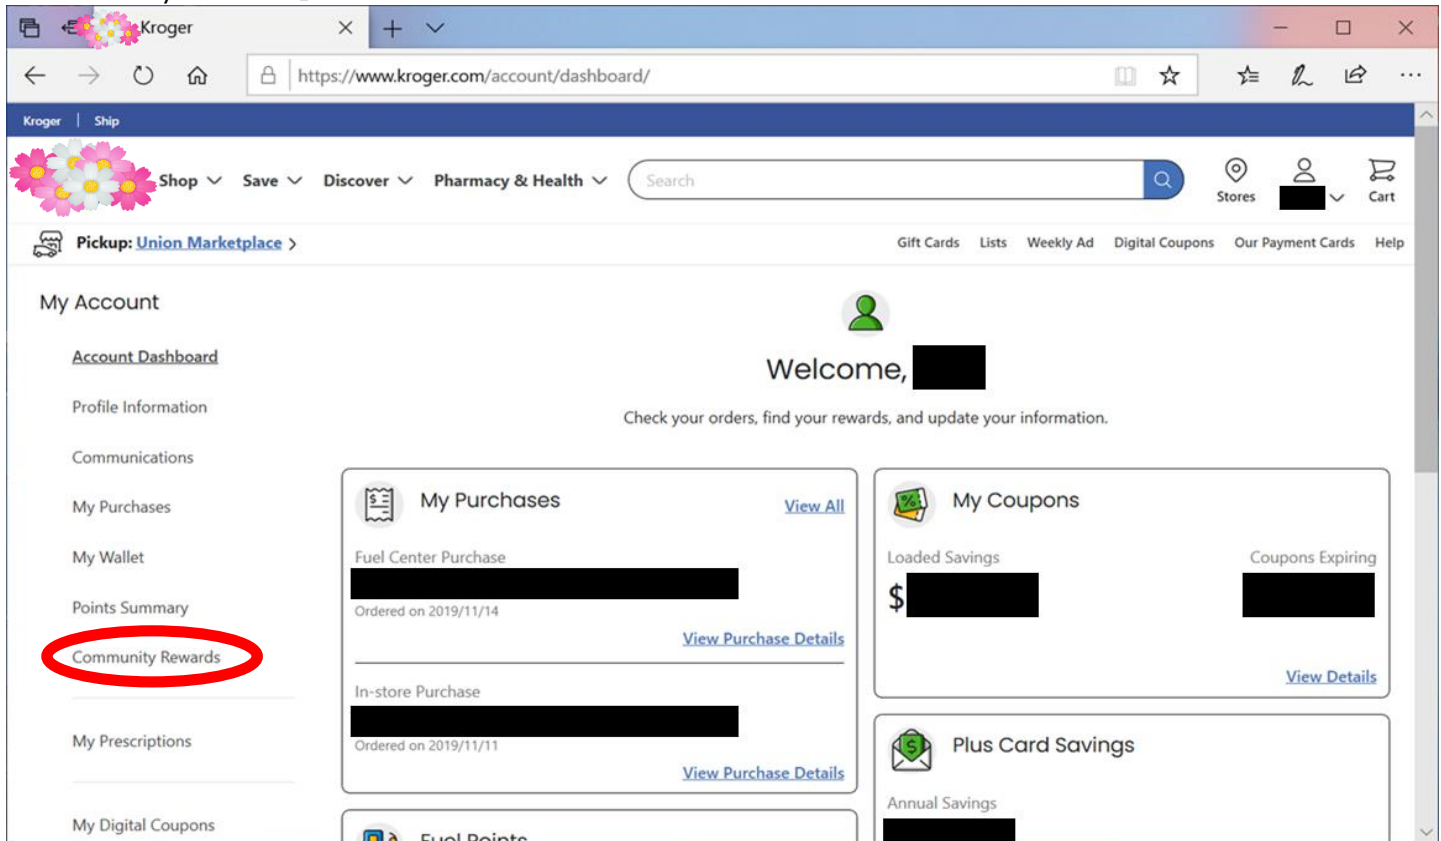 Kroger
https://www.kroger.com/account/dashboard/
Kroger | Ship
Shop Save Discover Pharmacy & Health Search Stores Cart
Pickup: Union Marketplace > Gift Cards Lists Weekly Ad Digital Coupons Our Payment Cards Help
My Account
Account Dashboard
Welcome,
Profile Information
Check your orders, find your rewards, and update your information.
Communications
My Purchases
My Wallet
Points Summary
Community Rewards
My Prescriptions
My Digital Coupons
My Purchases View All
Fuel Center Purchase
Ordered on 2019/11/14
View Purchase Details
In-store Purchase
Ordered on 2019/11/11
View Purchase Details
Fuel Points
My Coupons
Loaded Savings Coupons Expiring
$
View Details
Plus Card Savings
Annual Savings